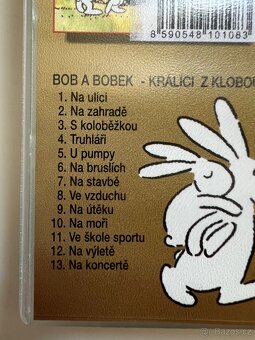 8 590548 101083
BOB A BOBEK - KRÁLÍCI Z KLOBOU
1. Na ulici
2. Na zahradě
3. S koloběžkou
4. Truhláři
5. U pumpy
6. Na bruslích
7. Na stavbě
8. Ve vzduchu
9. Na útěku
10. Na moři
11. Ve škole sportu
12. Na výletě
13. Na koncertě